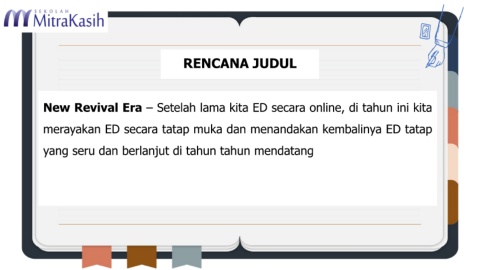 SEKOLAH
MitraKasih
RENCANA JUDUL
New Revival Era – Setelah lama kita ED secara online, di tahun ini kita
merayakan ED secara tatap muka dan menandakan kembalinya ED tatap
yang seru dan berlanjut di tahun tahun mendatang